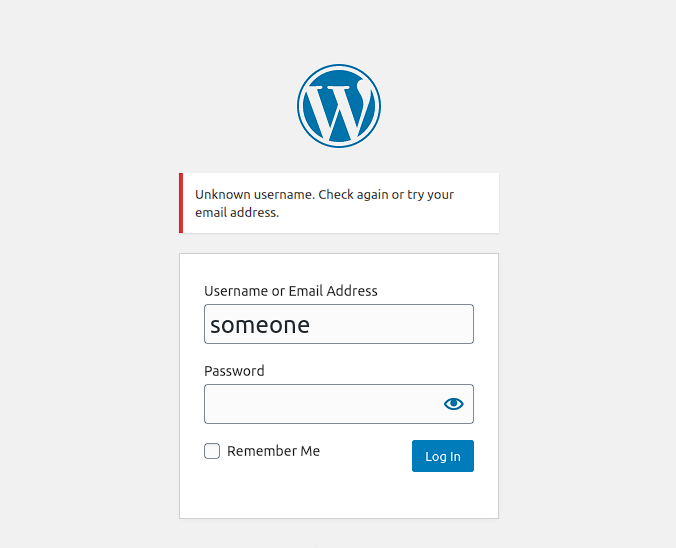 Unknown username. Check again or try your
email address.
Username or Email Address
someone
Password
Remember Me
Log In